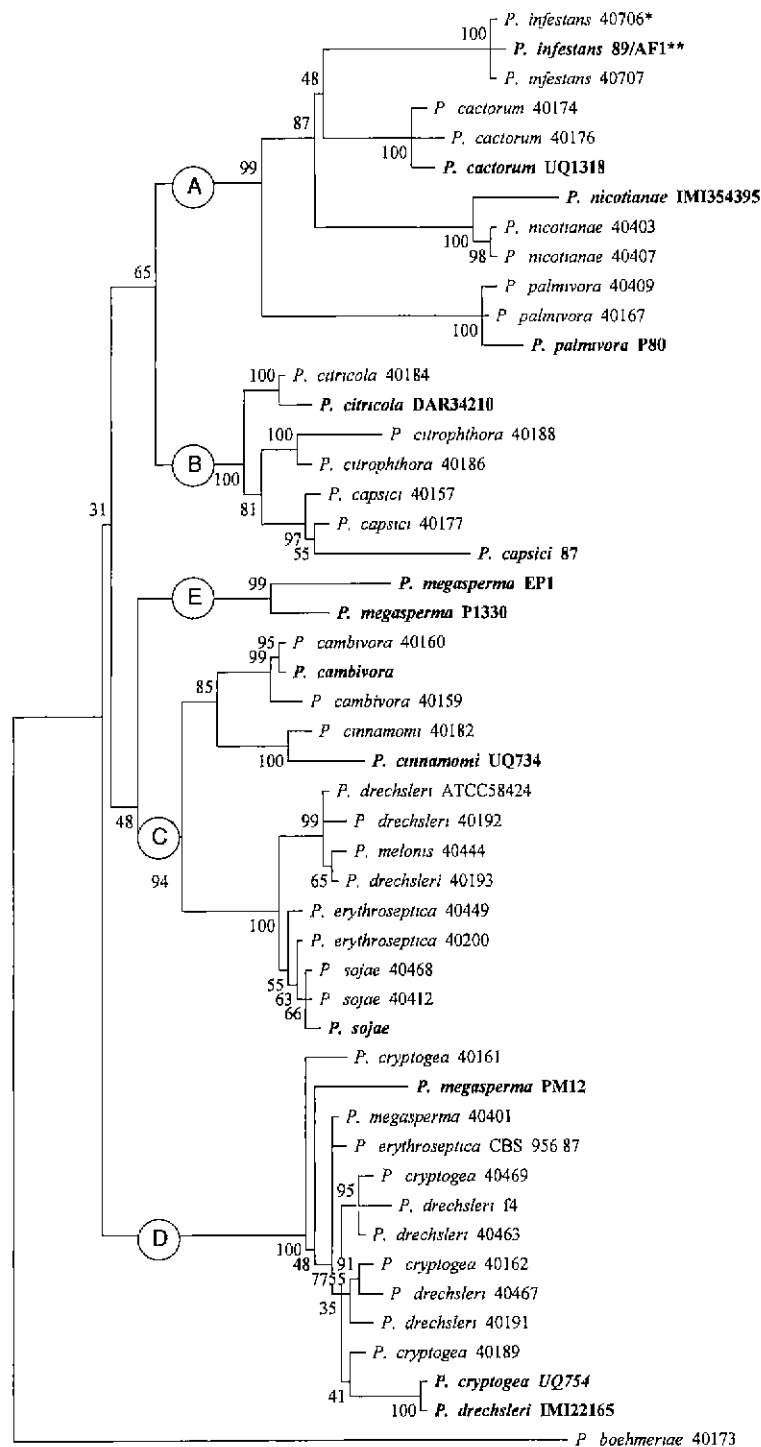 P. infestans 40706*
100
P. infestans 89/AF1**
P. infestans 40707
48
P cactorum 40174
87
P. cactorum 40176
100
P. cactorum UQ1318
99
A
P. nicotianae IMI354395
P. nicotianae 40403
100
98
P. nicotianae 40407
65
P. palmivora 40409
P palmivora 40167
100
P. palmivora P80
100
P. citricola 40184
P. citricola DAR34210
100
P citrophthora 40188
B
P. citrophthora 40186
100
81
P. capsici 40157
31
P. capsici 40177
97
55
P. capsici 87
99
P. megasperma EP1
E
P. megasperma P1330
95
P cambivora 40160
99
P. cambivora
85
P cambivora 40159
P cinnamomi 40182
100
P. cinnamomi UQ734
P. drechsleri ATCC58424
99
P drechsleri 40192
48
C
P. melonis 40444
65
P. drechsleri 40193
94
P. erythroseptica 40449
100
P. erythroseptica 40200
P sojae 40468
55
63
P sojae 40412
66
P. sojae
P. cryptogea 40161
P. megasperma PM12
P. megasperma 40401
P erythroseptica CBS 956 87
P cryptogea 40469
95
P. drechsleri f4
D
P. drechsleri 40463
100
48
91
P cryptogea 40162
77
55
P. drechsleri 40467
35
P. drechsleri 40191
P. cryptogea 40189
41
P. cryptogea UQ754
100
P. drechsleri IMI22165
P boehmeriae 40173